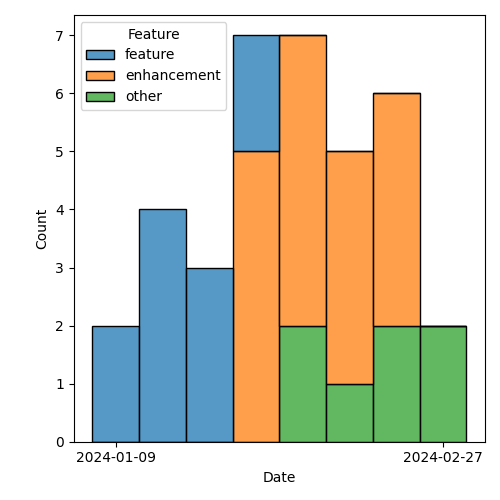 Feature
feature
enhancement
other
7
6
5
4
3
2
1
0
Count
2024-01-09
2024-02-27
Date